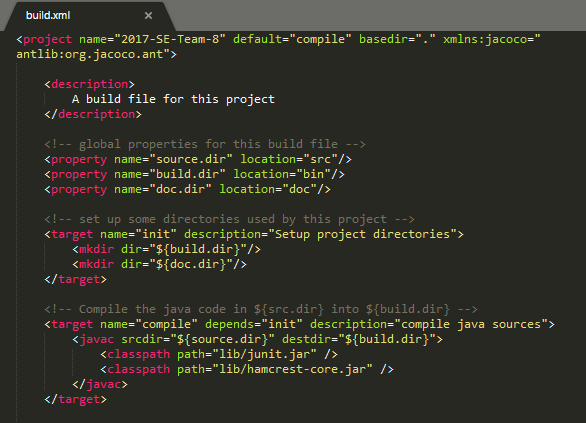 build.xml ×
<project name="2017-SE-Team-8" default="compile" basedir="." xmlns:jacoco="
antlib:org.jacoco.ant">
<description>
A build file for this project
</description>
<!-- global properties for this build file -->
<property name="source.dir" location="src"/>
<property name="build.dir" location="bin"/>
<property name="doc.dir" location="doc"/>
<!-- set up some directories used by this project -->
<target name="init" description="Setup project directories">
<mkdir dir="${build.dir}"/>
<mkdir dir="${doc.dir}"/>
</target>
<!-- Compile the java code in ${src.dir} into ${build.dir} -->
<target name="compile" depends="init" description="compile java sources">
<javac srcdir="${source.dir}" destdir="${build.dir}">
<classpath path="lib/junit.jar" />
<classpath path="lib/hamcrest-core.jar" />
</javac>
</target>